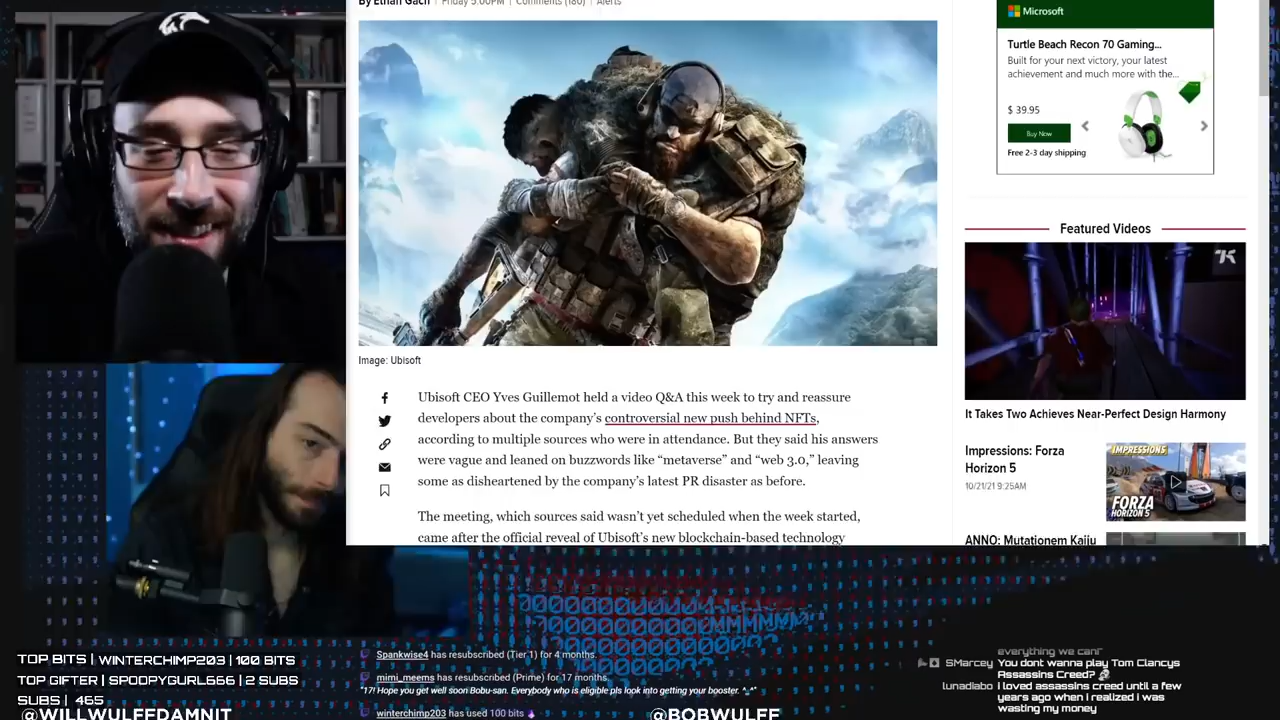 By Ethan Gach | Friday 5:00PM | Comments (180) | Alerts
Image: Ubisoft
Ubisoft CEO Yves Guillemot held a video Q&A this week to try and reassure
developers about the company's controversial new push behind NFTs,
according to multiple sources who were in attendance. But they said his answers
were vague and leaned on buzzwords like “metaverse” and “web 3.0,” leaving
some as disheartened by the company's latest PR disaster as before.
The meeting, which sources said wasn't yet scheduled when the week started,
came after the official reveal of Ubisoft's new blockchain-based technology
Microsoft
Turtle Beach Recon 70 Gaming...
Built for your next victory, your latest
achievement and much more with the...
$ 39.95
Buy Now
Free 2-3 day shipping
Featured Videos
It Takes Two Achieves Near-Perfect Design Harmony
Impressions: Forza
Horizon 5
10/21/21 9:25AM
IMPRESSIONS
FORZA
HORIZON 5
ANNO: Mutationem Kaiju
TOP BITS | WINTERCHIMP203 | 100 BITS
TOP GIFTER | SPOOPYGURL666 | 2 SUBS
SUBS | 465
@WILLWULFFDAMNIT
Spankwise4 has resubscribed (Tier 1) for 4 months.
mimi_meems has resubscribed (Prime) for 17 months.
"17! Hope you get well soon Bobu-san. Everybody who is eligible pls look into getting your booster. ^_^"
winterchimp203 has used 100 bits
@BOBWULFF
everything we can"
SMarcey You dont wanna play Tom Clancys
Assassins Creed?
lunadiabo I loved assassins creed until a few
years ago when I realized i was
wasting my money